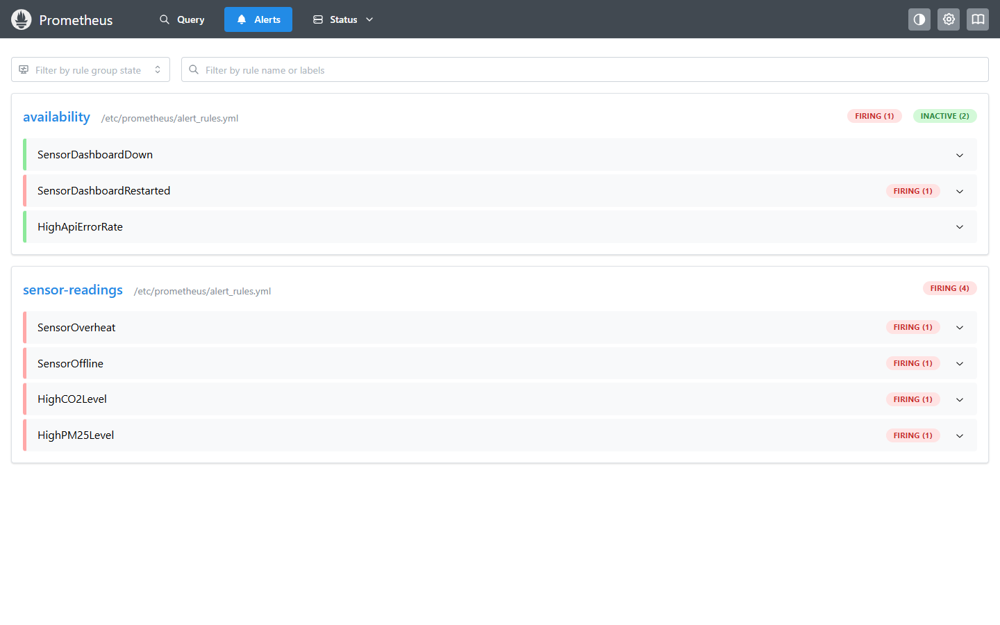 Prometheus
Query
Alerts
Status
Filter by rule group state
Filter by rule name or labels
availability /etc/prometheus/alert_rules.yml FIRING (1) INACTIVE (2)
SensorDashboardDown
SensorDashboardRestarted FIRING (1)
HighApiErrorRate
sensor-readings /etc/prometheus/alert_rules.yml FIRING (4)
SensorOverheat FIRING (1)
SensorOffline FIRING (1)
HighCO2Level FIRING (1)
HighPM25Level FIRING (1)